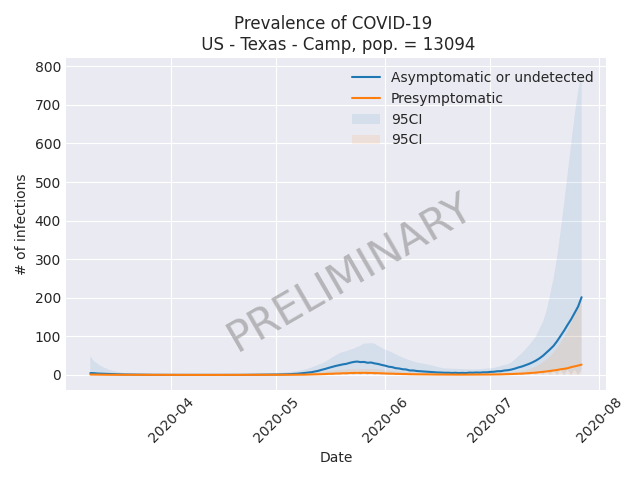 Prevalence of COVID-19
US - Texas - Camp, pop. = 13094
Asymptomatic or undetected
Presymptomatic
95CI
95CI
# of infections
800
700
600
500
400
300
200
100
0
PRELIMINARY
2020-04
2020-05
2020-06
2020-07
2020-08
Date